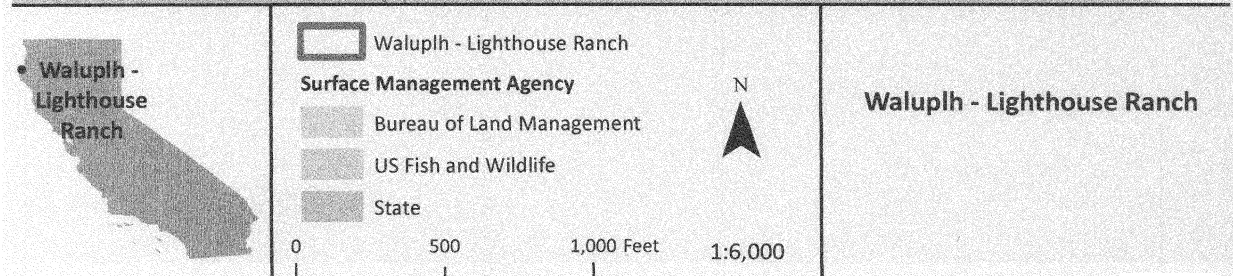 Waluplh -
Lighthouse
Ranch
Waluplh - Lighthouse Ranch
Surface Management Agency
Bureau of Land Management
US Fish and Wildlife
State
0 500 1,000 Feet
1:6,000
N
Waluplh - Lighthouse Ranch